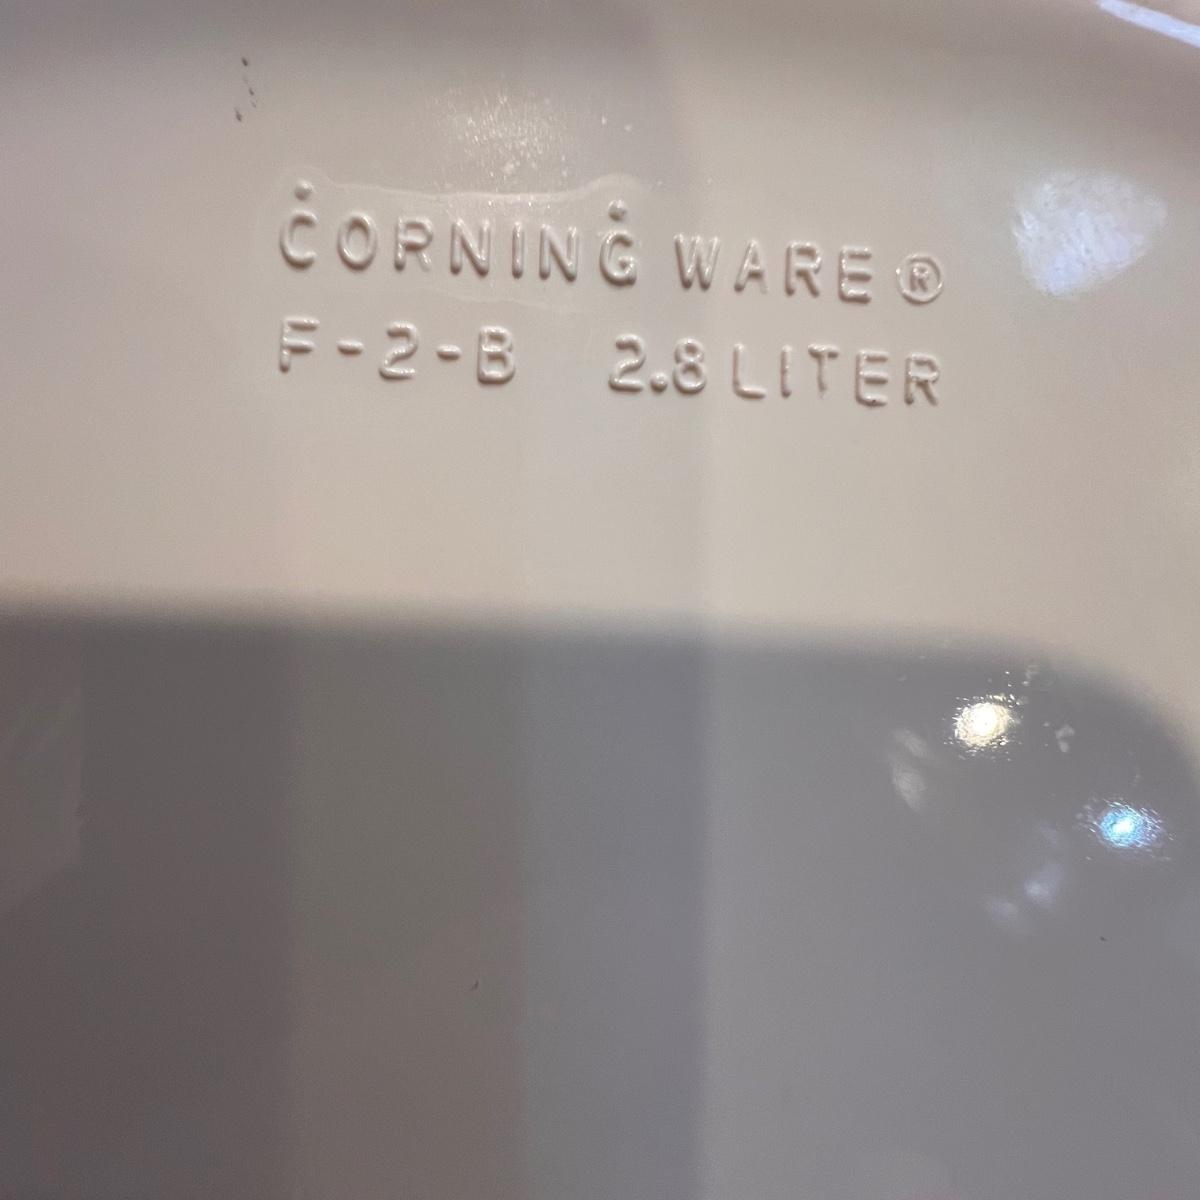 CORNING WARE ®
F-2-B 2.8 LITER